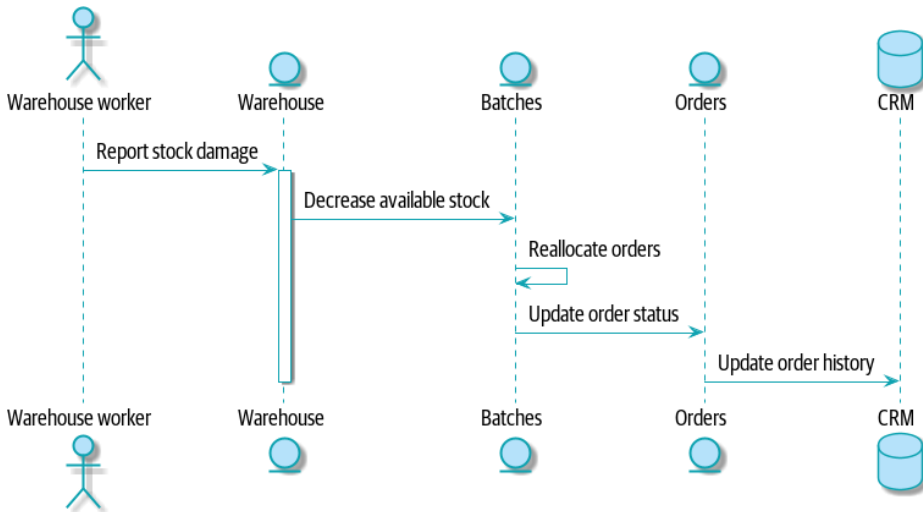 Warehouse worker
Warehouse
Batches
Orders
CRM
Report stock damage
Decrease available stock
Reallocate orders
Update order status
Update order history
Warehouse worker
Warehouse
Batches
Orders
CRM